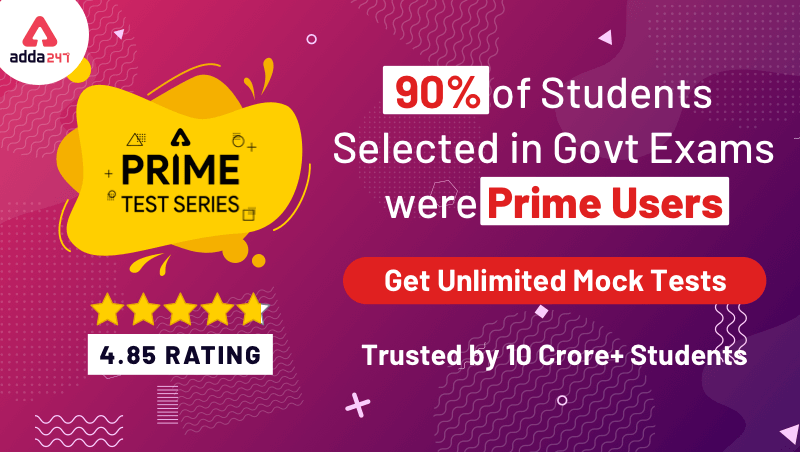 adda247
PRIME
TEST SERIES
4.85 RATING
90% of Students
Selected in Govt Exams
were Prime Users
Get Unlimited Mock Tests
Trusted by 10 Crore+ Students